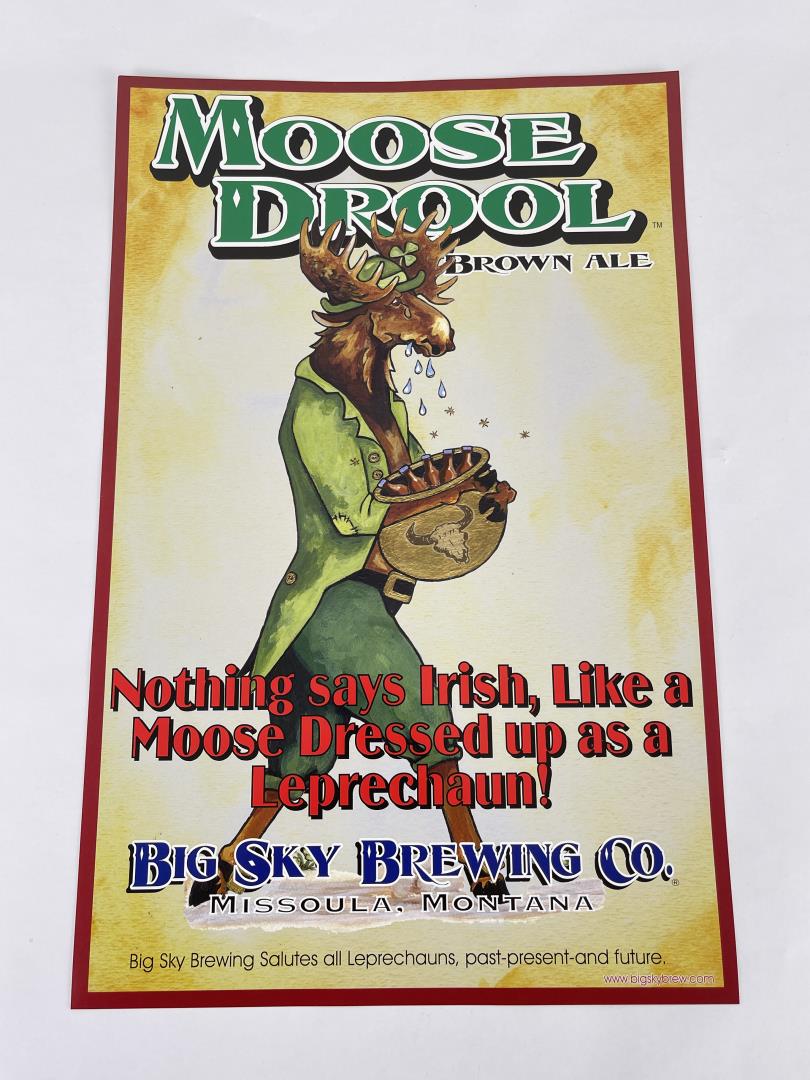 Moose
Drool
™
Brown Ale
Nothing says Irish, Like a
Moose Dressed up as a
Leprechaun!
Big Sky Brewing Co.®
Missoula, Montana
Big Sky Brewing Salutes all Leprechauns, past-present-and future.
www.bigskybrew.com